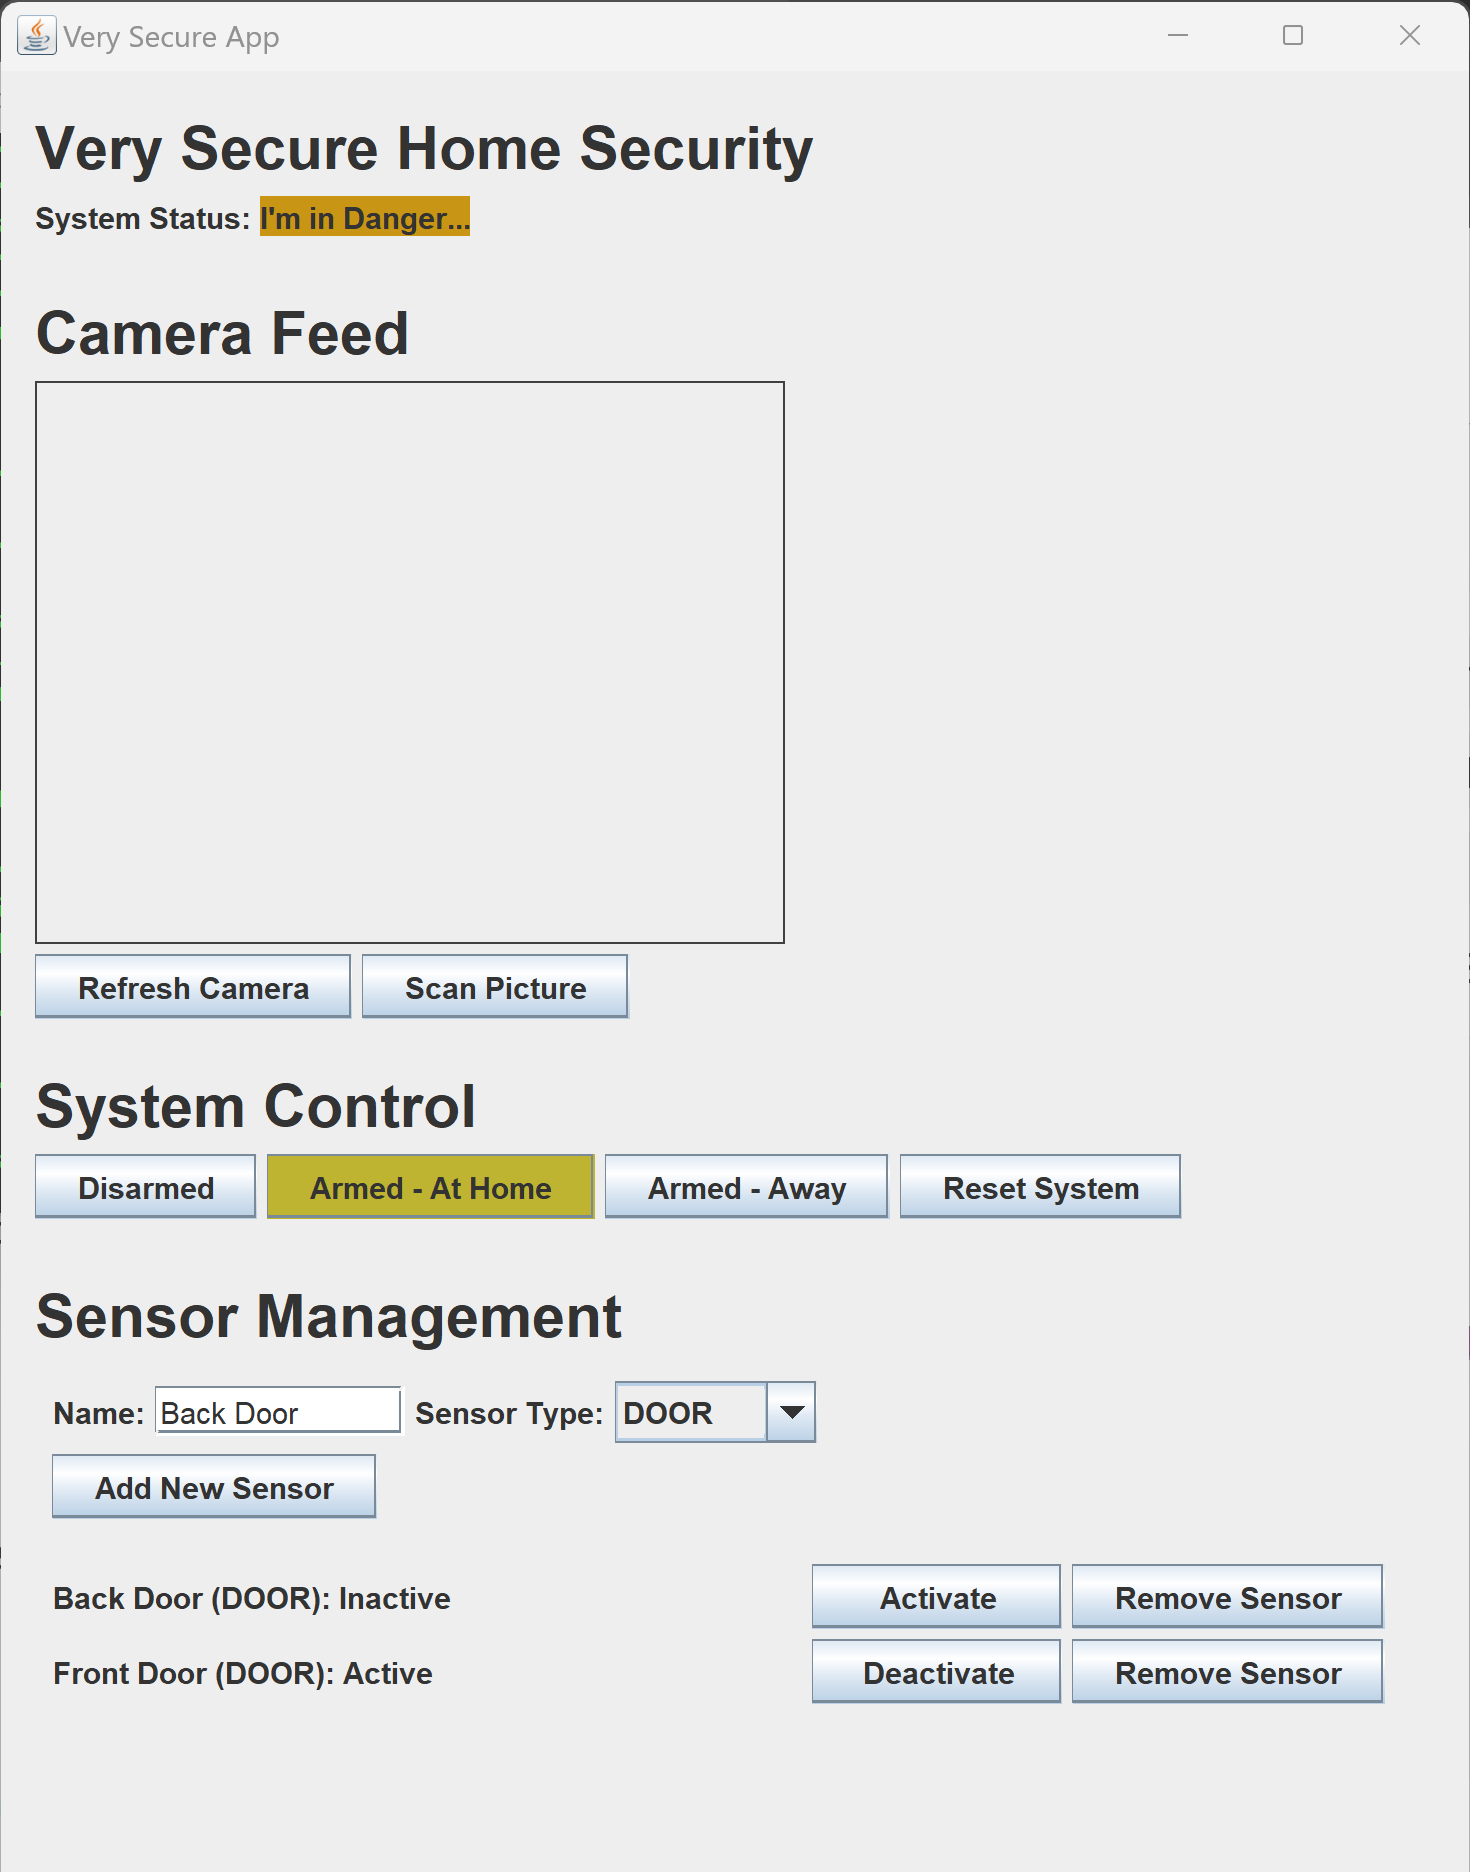 Very Secure App
Very Secure Home Security
System Status: I'm in Danger...
Camera Feed
Refresh Camera Scan Picture
System Control
Disarmed Armed - At Home Armed - Away Reset System
Sensor Management
Name: Back Door Sensor Type: DOOR
Add New Sensor
Back Door (DOOR): Inactive Activate Remove Sensor
Front Door (DOOR): Active Deactivate Remove Sensor